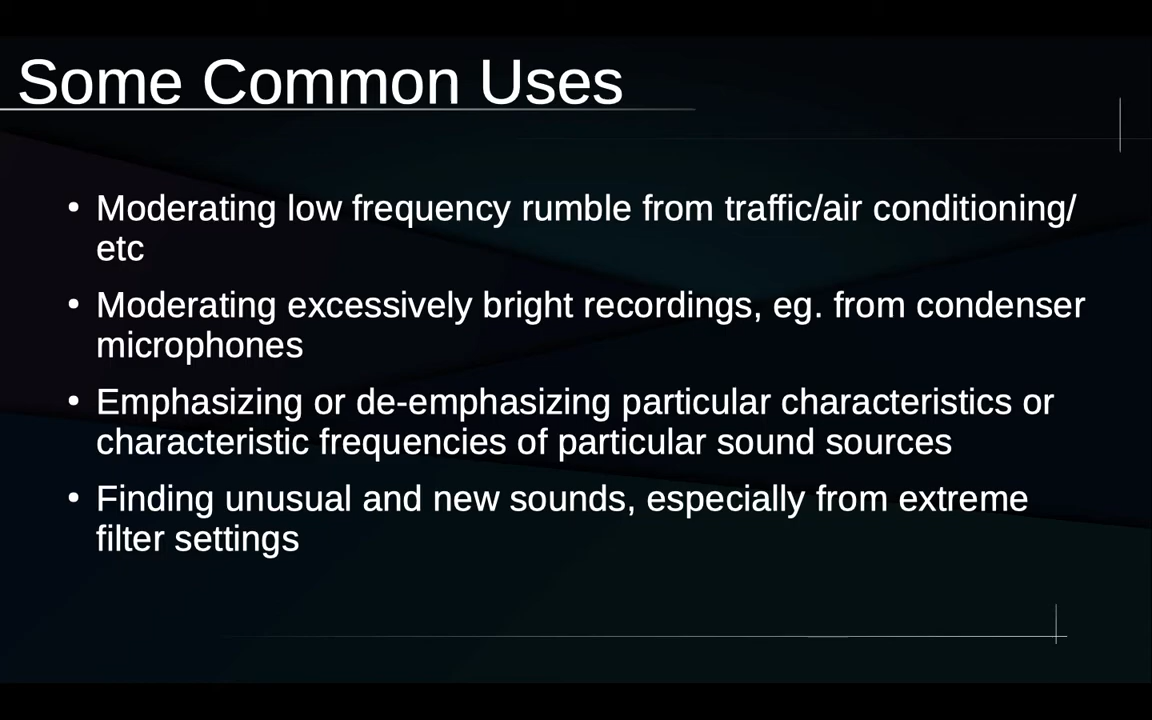 Some Common Uses
• Moderating low frequency rumble from traffic/air conditioning/
etc
• Moderating excessively bright recordings, eg. from condenser
microphones
• Emphasizing or de-emphasizing particular characteristics or
characteristic frequencies of particular sound sources
• Finding unusual and new sounds, especially from extreme
filter settings